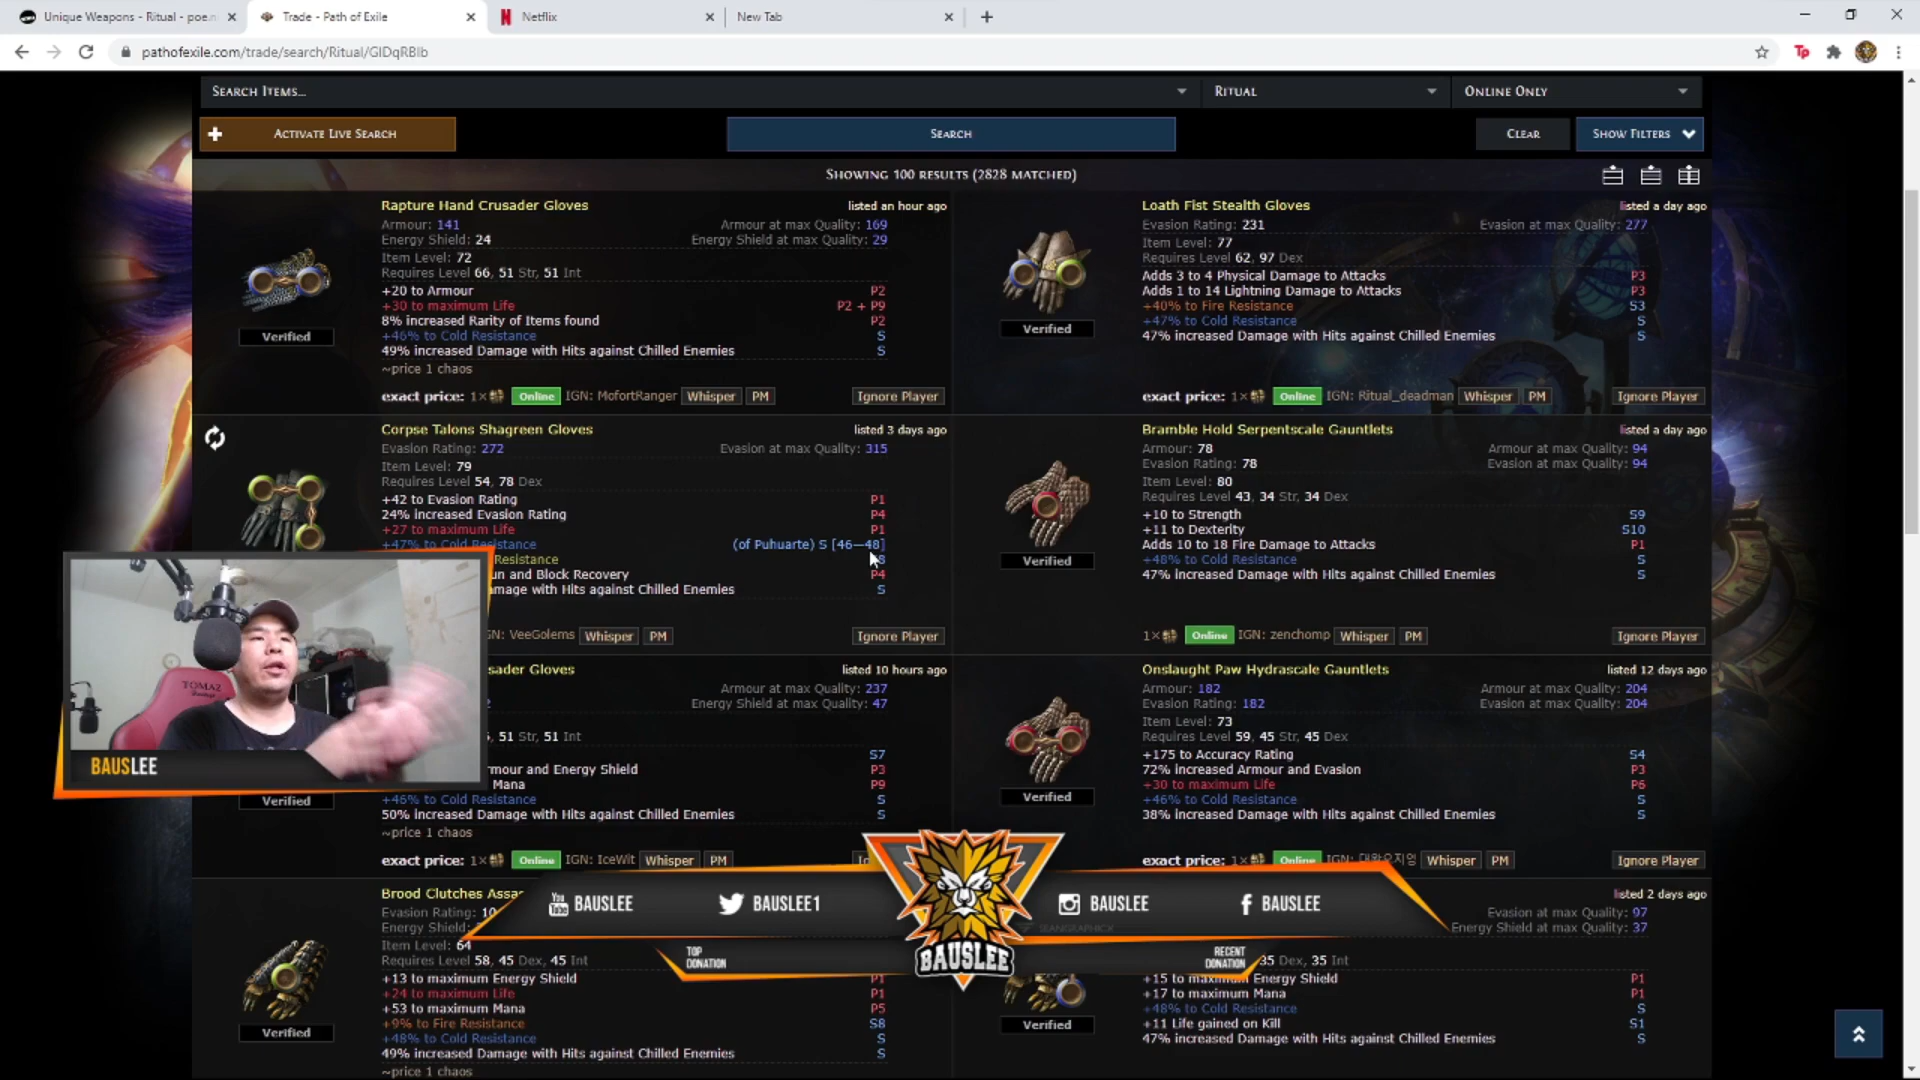 Unique Weapons - Ritual - poe.n
Trade - Path of Exile
Netflix
New Tab
pathofexile.com/trade/search/Ritual/GlDqRBlb
SEARCH ITEMS...
RITUAL
ONLINE ONLY
ACTIVATE LIVE SEARCH
SEARCH
CLEAR
SHOW FILTERS
SHOWING 100 RESULTS (2828 MATCHED)
Rapture Hand Crusader Gloves
listed an hour ago
Armour: 141
Armour at max Quality: 169
Energy Shield: 24
Energy Shield at max Quality: 29
Item Level: 72
Requires Level 66, 51 Str, 51 Int
+20 to Armour P2
+30 to maximum Life P2 + P9
8% increased Rarity of Items found P2
+46% to Cold Resistance S
49% increased Damage with Hits against Chilled Enemies S
~price 1 chaos
Verified
exact price: 1× Online IGN: MofortRanger Whisper PM Ignore Player
Loath Fist Stealth Gloves
listed a day ago
Evasion Rating: 231
Evasion at max Quality: 277
Item Level: 77
Requires Level 62, 97 Dex
Adds 3 to 4 Physical Damage to Attacks P3
Adds 1 to 14 Lightning Damage to Attacks P3
+40% to Fire Resistance S3
+47% to Cold Resistance S
47% increased Damage with Hits against Chilled Enemies S
Verified
exact price: 1× Online IGN: Ritual_deadman Whisper PM Ignore Player
Corpse Talons Shagreen Gloves
listed 3 days ago
Evasion Rating: 272
Evasion at max Quality: 315
Item Level: 79
Requires Level 54, 78 Dex
+42 to Evasion Rating P1
24% increased Evasion Rating P4
+27 to maximum Life P1
+47% to Cold Resistance (of Puhuarte) S [46—48]
Resistance 8
un and Block Recovery P4
mage with Hits against Chilled Enemies S
GN: VeeGolems Whisper PM Ignore Player
Bramble Hold Serpentscale Gauntlets
listed a day ago
Armour: 78
Armour at max Quality: 94
Evasion Rating: 78
Evasion at max Quality: 94
Item Level: 80
Requires Level 43, 34 Str, 34 Dex
+10 to Strength S9
+11 to Dexterity S10
Adds 10 to 18 Fire Damage to Attacks P1
+48% to Cold Resistance S
47% increased Damage with Hits against Chilled Enemies S
Verified
1× Online IGN: zenchomp Whisper PM Ignore Player
sader Gloves
listed 10 hours ago
Armour at max Quality: 237
2
Energy Shield at max Quality: 47
, 51 Str, 51 Int
S7
rmour and Energy Shield P3
Mana P9
+46% to Cold Resistance S
50% increased Damage with Hits against Chilled Enemies S
~price 1 chaos
Verified
exact price: 1× Online IGN: IceWit Whisper PM
Onslaught Paw Hydrascale Gauntlets
listed 12 days ago
Armour: 182
Armour at max Quality: 204
Evasion Rating: 182
Evasion at max Quality: 204
Item Level: 73
Requires Level 59, 45 Str, 45 Dex
+175 to Accuracy Rating S4
72% increased Armour and Evasion P3
+30 to maximum Life P6
+46% to Cold Resistance S
38% increased Damage with Hits against Chilled Enemies S
Verified
exact price: 1× Online Whisper PM Ignore Player
TOMAZ
BAUSLEE
Brood Clutches Assa
Evasion Rating: 10
Energy Shield:
Item Level: 64
Requires Level 58, 45 Dex, 45 Int
+13 to maximum Energy Shield P1
+24 to maximum Life P1
+53 to maximum Mana P5
+9% to Fire Resistance S8
+48% to Cold Resistance S
49% increased Damage with Hits against Chilled Enemies S
~price 1 chaos
Verified
listed 2 days ago
Evasion at max Quality: 97
Energy Shield at max Quality: 37
35 Dex, 35 Int
+15 to maximum Energy Shield P1
+17 to maximum Mana P1
+48% to Cold Resistance S
+11 Life gained on Kill S1
47% increased Damage with Hits against Chilled Enemies S
Verified
You Tube BAUSLEE
BAUSLEE1
BAUSLEE
BAUSLEE
SEANGRAPHICX
TOP DONATION
BAUSLEE
RECENT DONATION